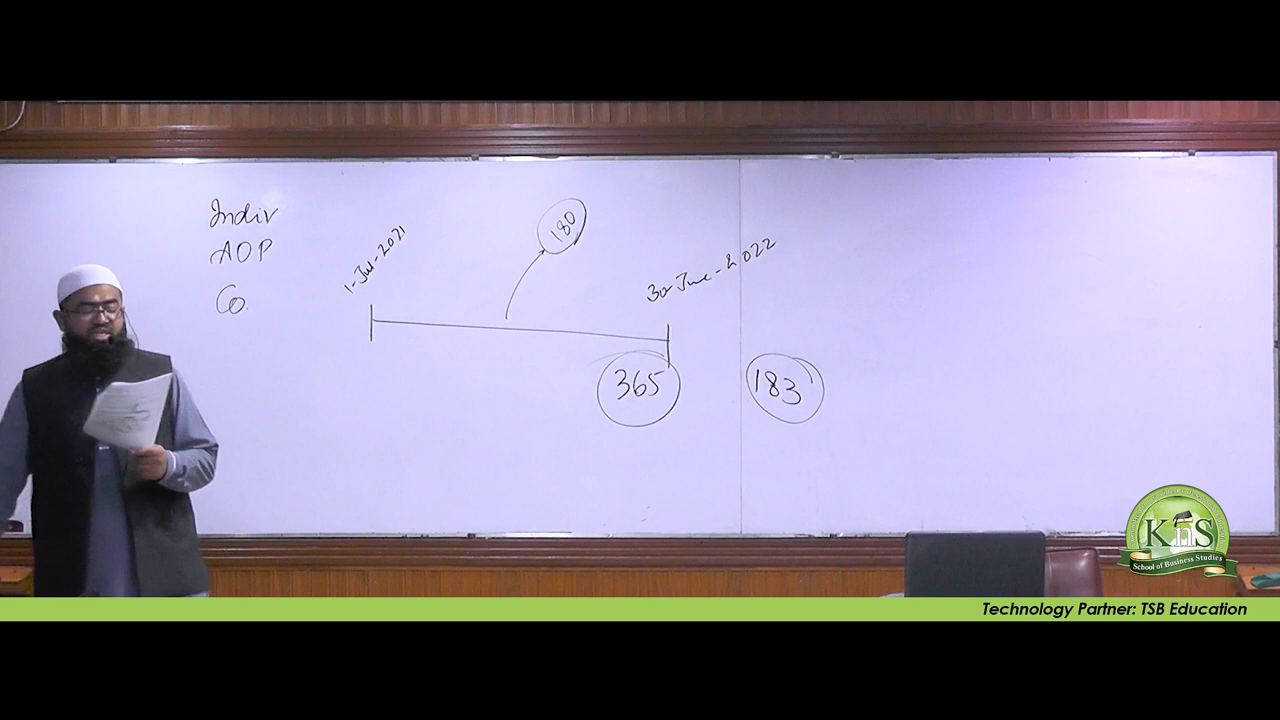 Indiv
AOP
Co.
1-Jul-2021
180
30-June-2022
365
183
KnS
School of Business Studies
Technology Partner: TSB Education